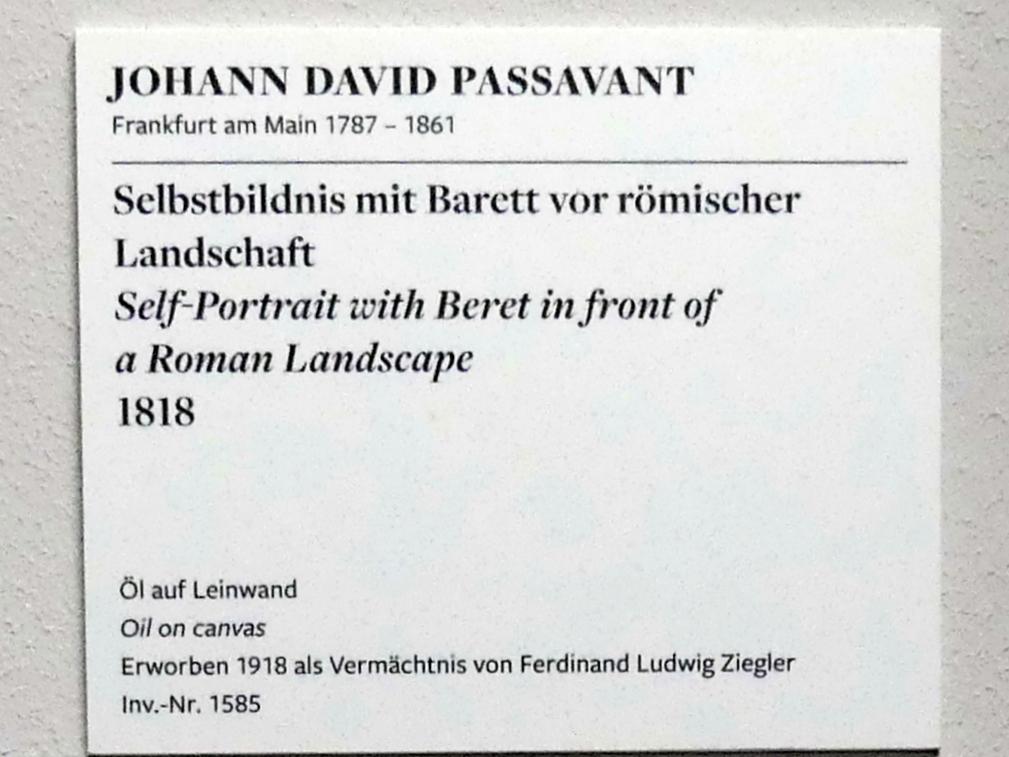 JOHANN DAVID PASSAVANT
Frankfurt am Main 1787 – 1861
Selbstbildnis mit Barett vor römischer
Landschaft
Self-Portrait with Beret in front of
a Roman Landscape
1818
Öl auf Leinwand
Oil on canvas
Erworben 1918 als Vermächtnis von Ferdinand Ludwig Ziegler
Inv.-Nr. 1585